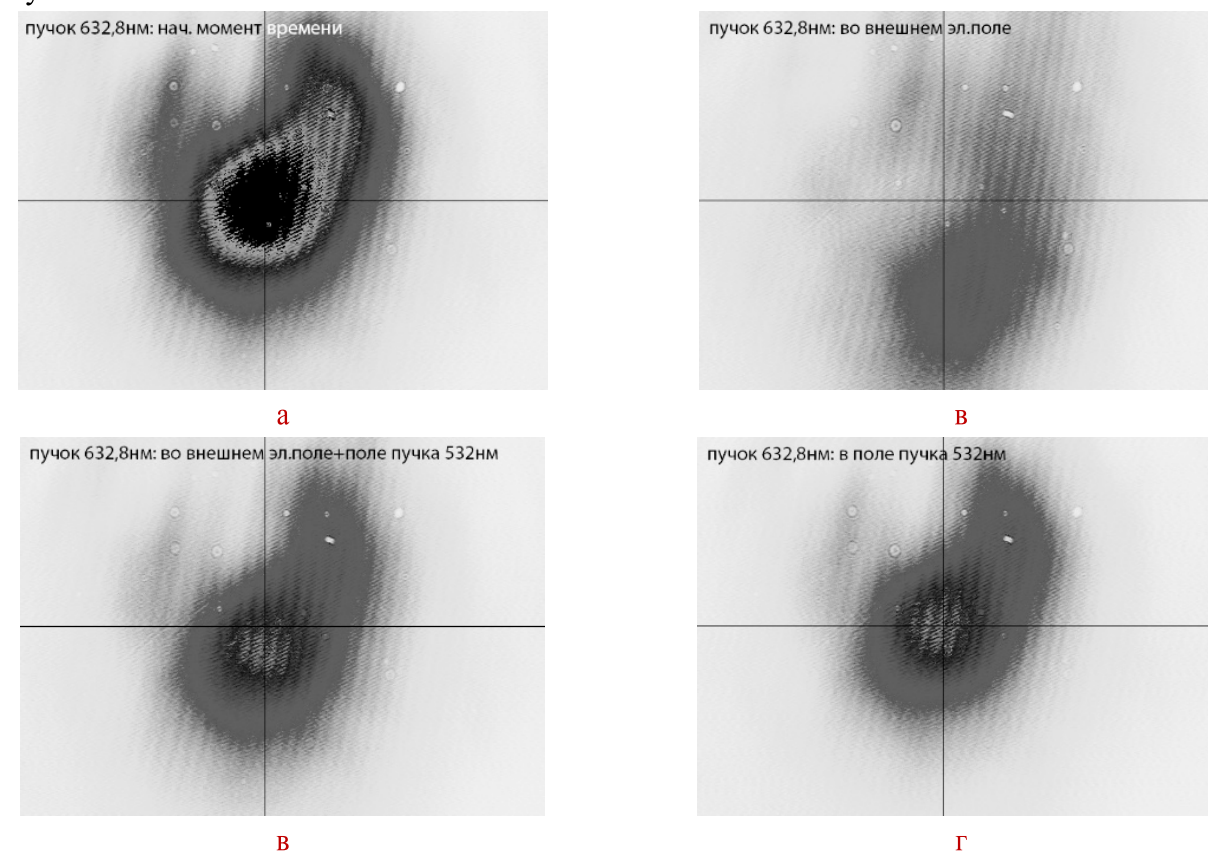 пучок 632,8нм: нач. момент времени
пучок 632,8нм: во внешнем эл.поле
а
в
пучок 632,8нм: во внешнем эл.поле+поле пучка 532нм
пучок 632,8нм: в поле пучка 532нм
в
г